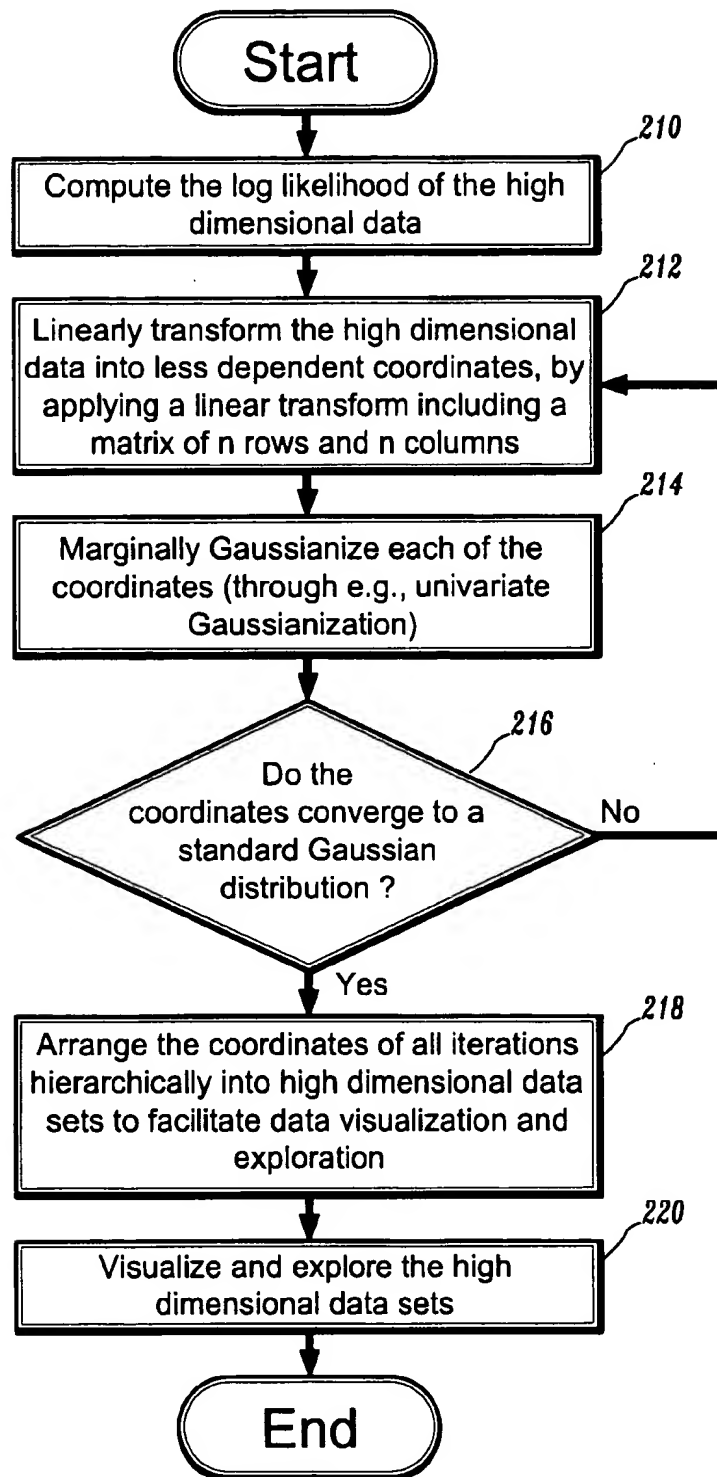 Start
210
Compute the log likelihood of the high
dimensional data
212
Linearly transform the high dimensional
data into less dependent coordinates, by
applying a linear transform including a
matrix of n rows and n columns
214
Marginally Gaussianize each of the
coordinates (through e.g., univariate
Gaussianization)
216
Do the
coordinates converge to a
standard Gaussian
distribution ?
No
Yes
218
Arrange the coordinates of all iterations
hierarchically into high dimensional data
sets to facilitate data visualization and
exploration
220
Visualize and explore the high
dimensional data sets
End